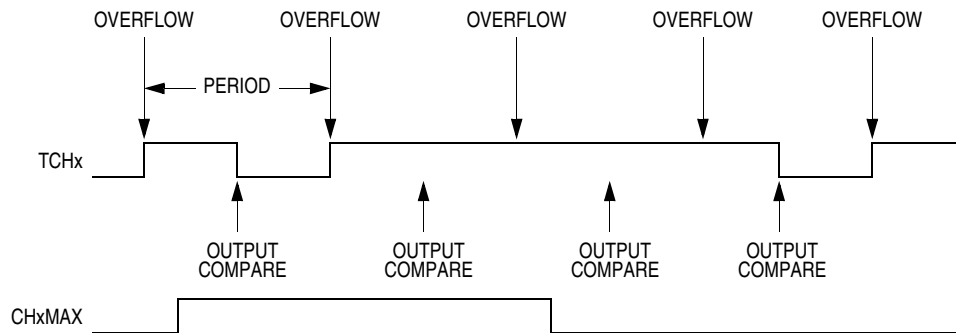 OVERFLOW OVERFLOW OVERFLOW OVERFLOW OVERFLOW
PERIOD
TCHx
OUTPUT COMPARE
OUTPUT COMPARE
OUTPUT COMPARE
OUTPUT COMPARE
CHxMAX